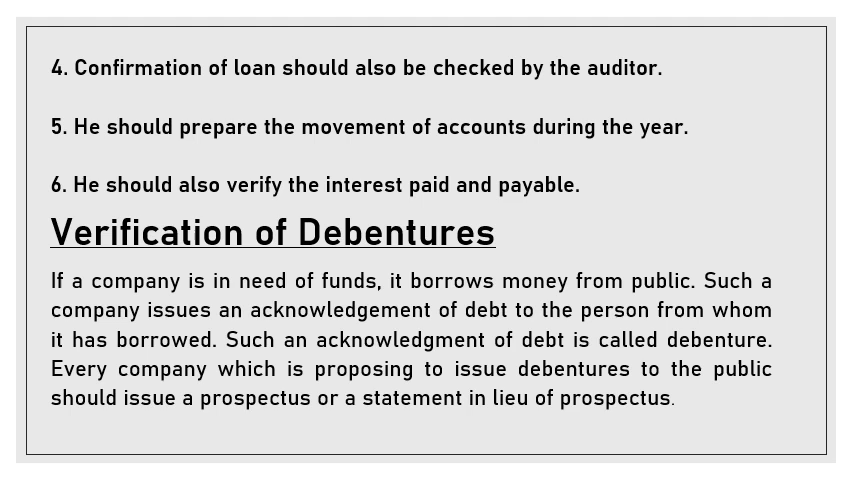 4. Confirmation of loan should also be checked by the auditor.
5. He should prepare the movement of accounts during the year.
6. He should also verify the interest paid and payable.
Verification of Debentures
If a company is in need of funds, it borrows money from public. Such a
company issues an acknowledgement of debt to the person from whom
it has borrowed. Such an acknowledgment of debt is called debenture.
Every company which is proposing to issue debentures to the public
should issue a prospectus or a statement in lieu of prospectus.